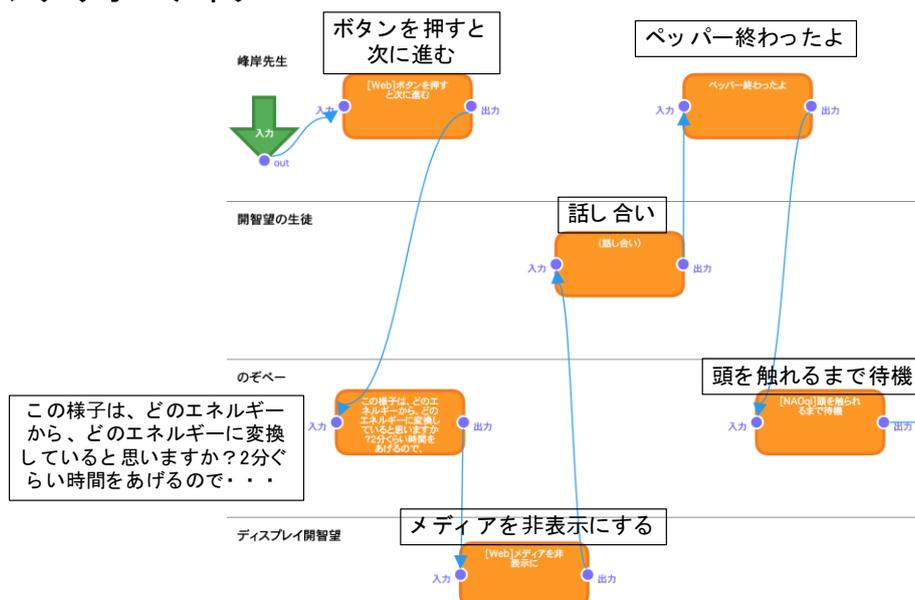 ボタンを押すと
次に進む
ペッパー終わったよ
峰岸先生
[Web]ボタンを押す
と次に進む
ペッパー終わったよ
入力
出力
入力
出力
入力
out
開智望の生徒
話し合い
(話し合い)
入力
出力
のぞペー
頭を触れるまで待機
この様子は、どのエネルギー
から、どのエネルギーに変換
していると思いますか？2分ぐ
らい時間をあげるので・・・
この様子は、どのエ
ネルギーから、どの
エネルギーに変換し
ていると思いますか
?2分ぐらい時間を
あげるので、
入力
出力
[NAOqi]頭を触られ
るまで待機
入力
出力
ディスプレイ開智望
メディアを非表示にする
[Web]メディアを非
表示に
入力
出力